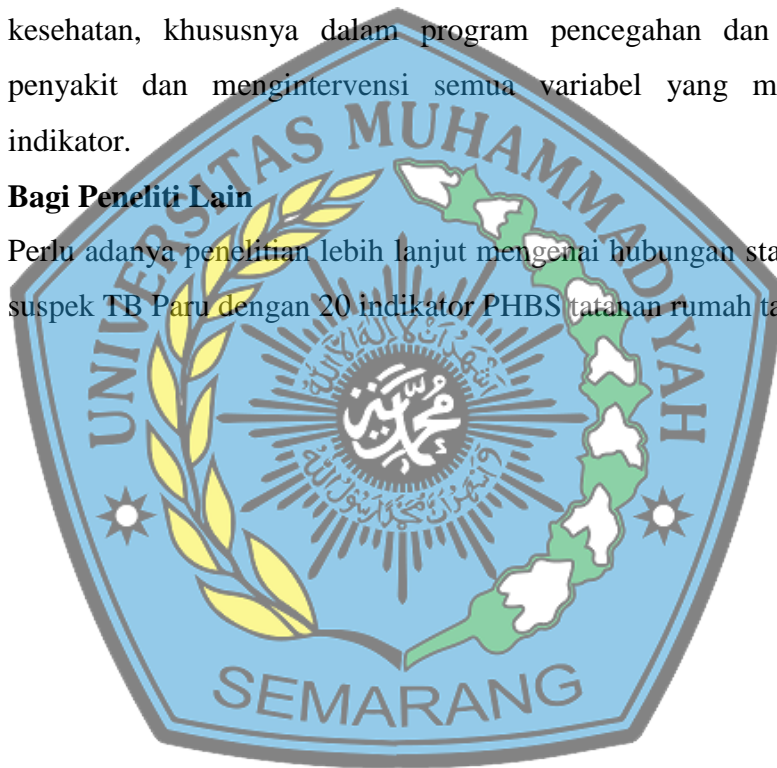 kesehatan, khususnya dalam program pencegahan dan
penyakit dan mengintervensi semua variabel yang m
indikator.
Bagi Peneliti Lain
Perlu adanya penelitian lebih lanjut mengenai hubungan sta
suspek TB Paru dengan 20 indikator PHBS tatanan rumah ta
UNIVERSITAS MUHAMMADIYAH
SEMARANG